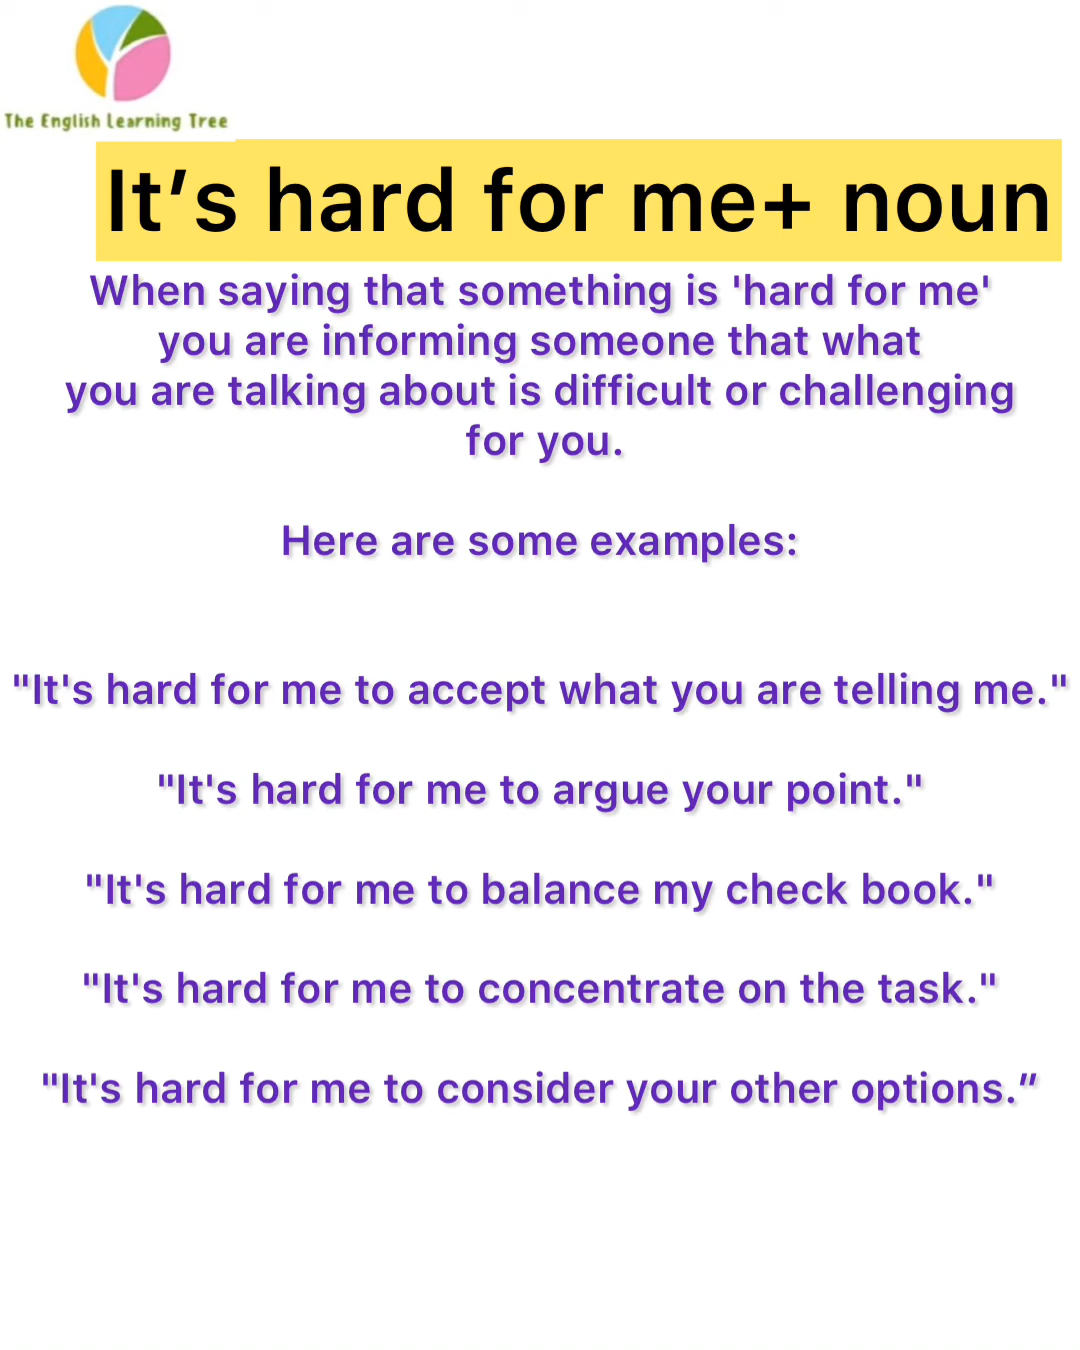 The English Learning Tree
It’s hard for me+ noun
When saying that something is 'hard for me'
you are informing someone that what
you are talking about is difficult or challenging
for you.
Here are some examples:
"It's hard for me to accept what you are telling me."
"It's hard for me to argue your point."
"It's hard for me to balance my check book."
"It's hard for me to concentrate on the task."
"It's hard for me to consider your other options.”